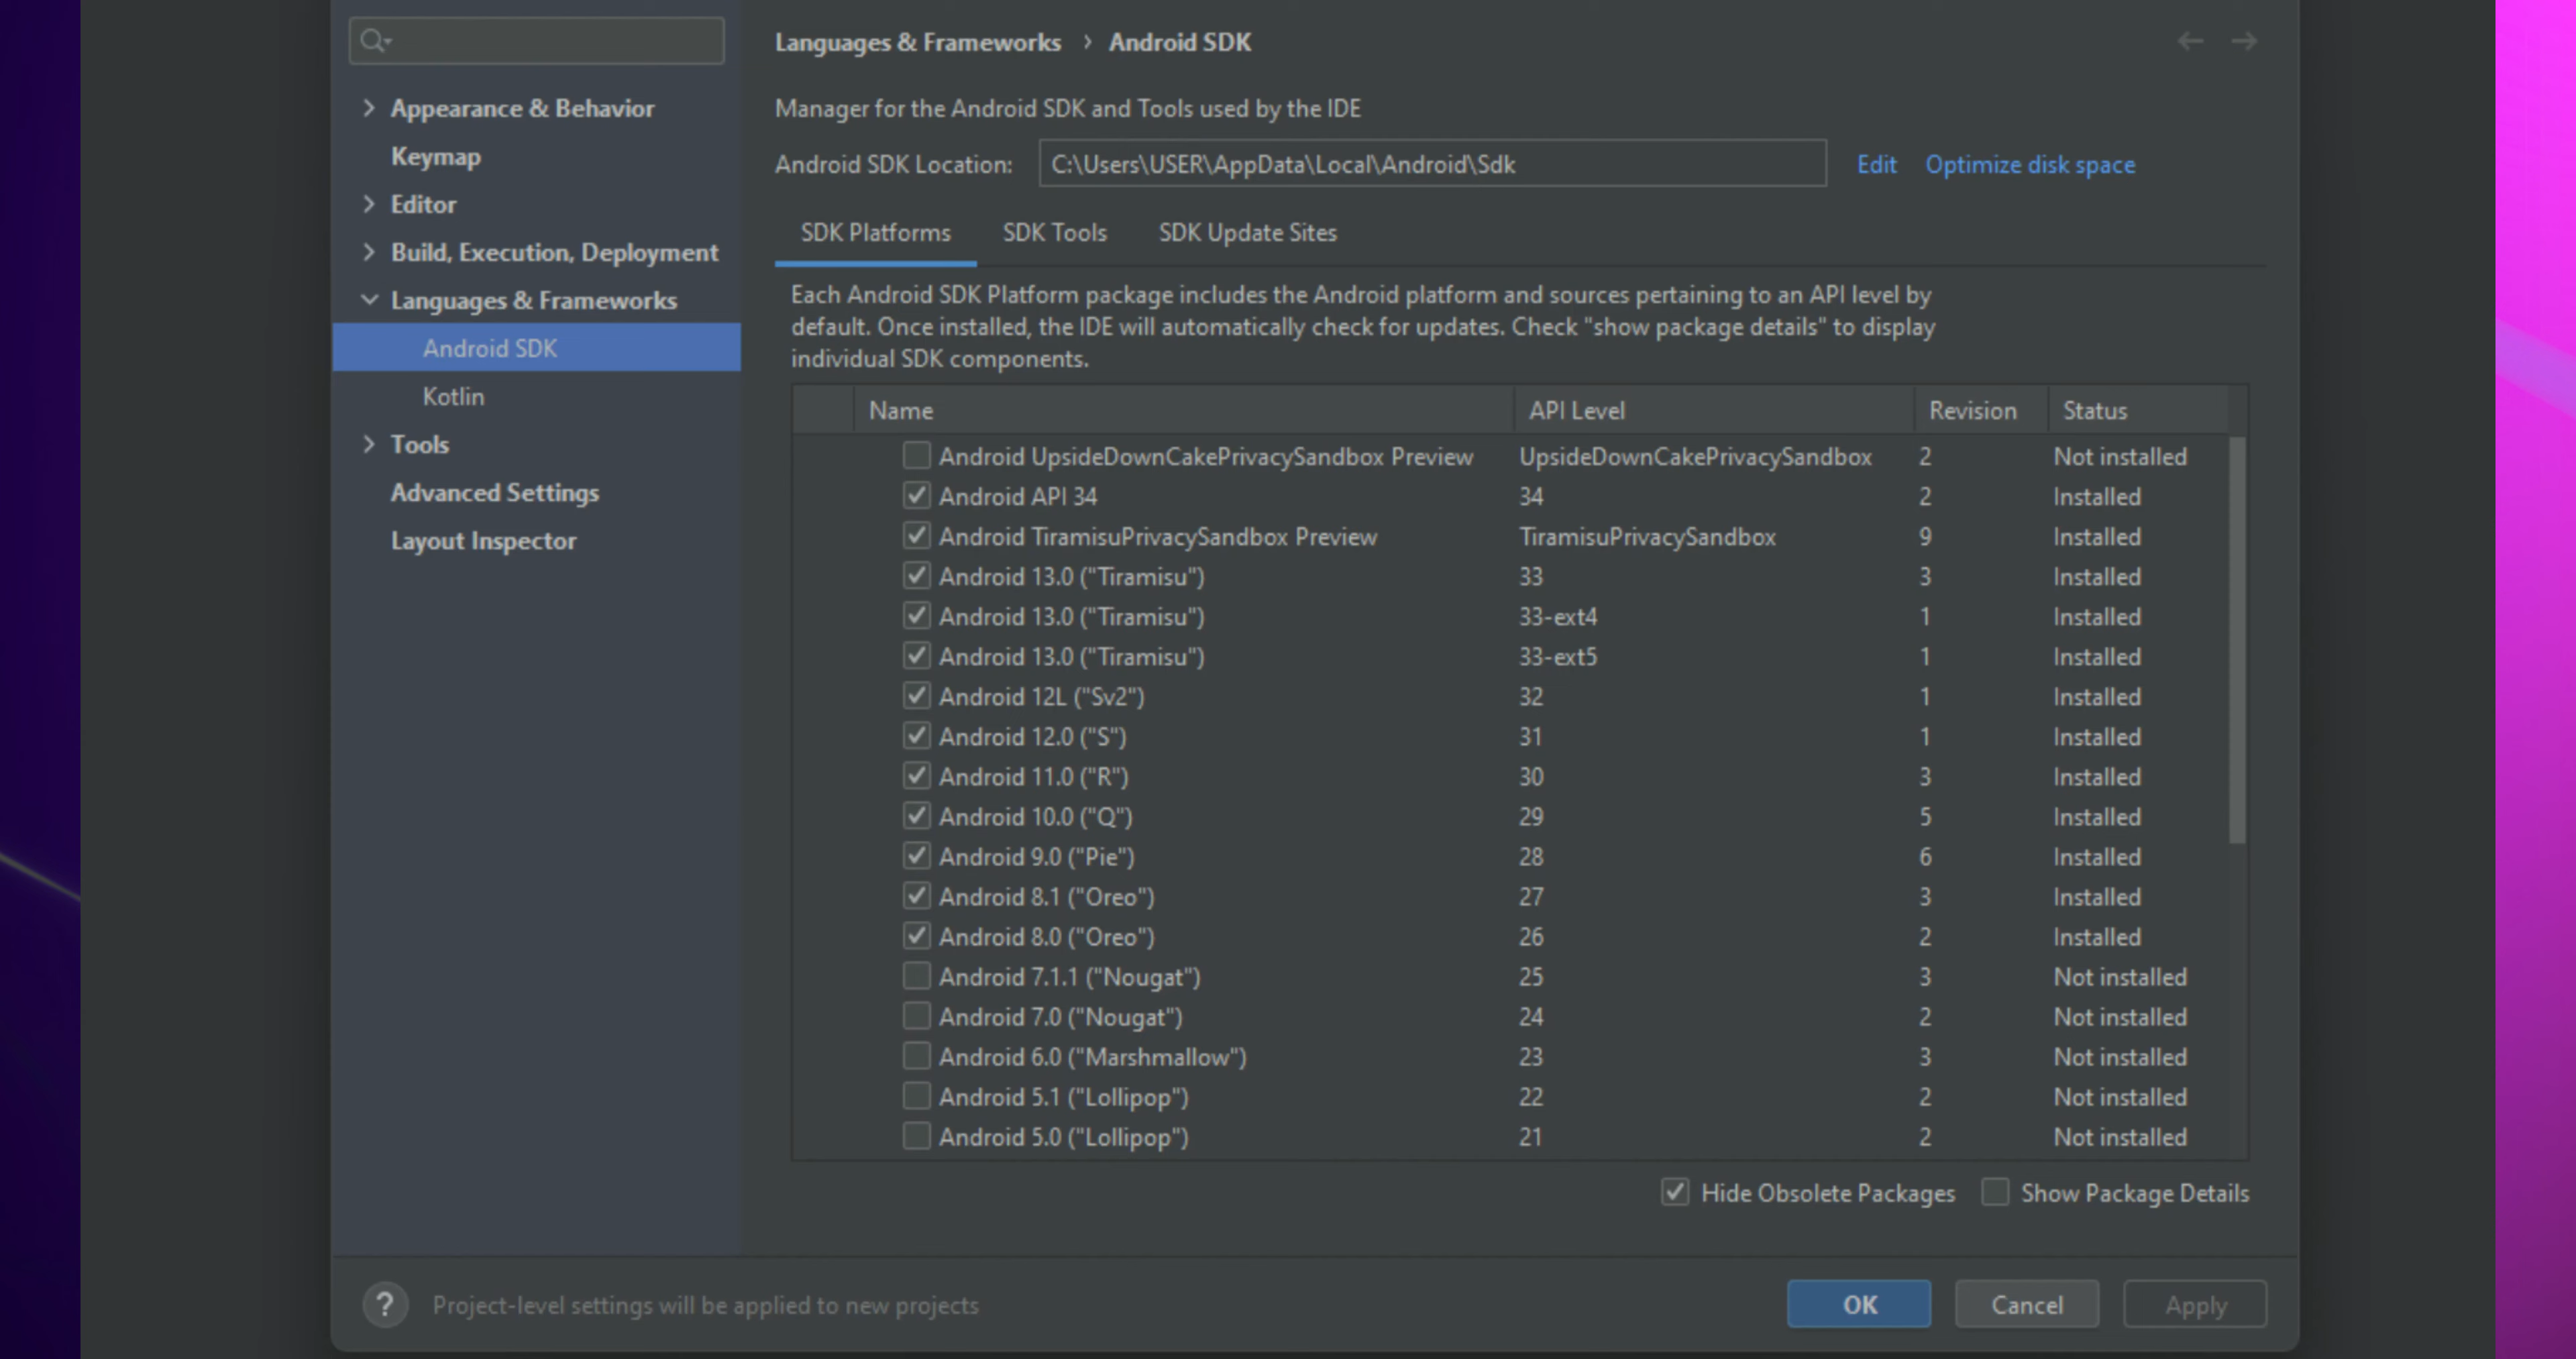 Languages & Frameworks › Android SDK
Appearance & Behavior
Keymap
Editor
Build, Execution, Deployment
Languages & Frameworks
Android SDK
Kotlin
Tools
Advanced Settings
Layout Inspector
Manager for the Android SDK and Tools used by the IDE
Android SDK Location: C:\Users\USER\AppData\Local\Android\Sdk Edit Optimize disk space
SDK Platforms SDK Tools SDK Update Sites
Each Android SDK Platform package includes the Android platform and sources pertaining to an API level by
default. Once installed, the IDE will automatically check for updates. Check "show package details" to display
individual SDK components.
Name API Level Revision Status
Android UpsideDownCakePrivacySandbox Preview UpsideDownCakePrivacySandbox 2 Not installed
Android API 34 34 2 Installed
Android TiramisuPrivacySandbox Preview TiramisuPrivacySandbox 9 Installed
Android 13.0 ("Tiramisu") 33 3 Installed
Android 13.0 ("Tiramisu") 33-ext4 1 Installed
Android 13.0 ("Tiramisu") 33-ext5 1 Installed
Android 12L ("Sv2") 32 1 Installed
Android 12.0 ("S") 31 1 Installed
Android 11.0 ("R") 30 3 Installed
Android 10.0 ("Q") 29 5 Installed
Android 9.0 ("Pie") 28 6 Installed
Android 8.1 ("Oreo") 27 3 Installed
Android 8.0 ("Oreo") 26 2 Installed
Android 7.1.1 ("Nougat") 25 3 Not installed
Android 7.0 ("Nougat") 24 2 Not installed
Android 6.0 ("Marshmallow") 23 3 Not installed
Android 5.1 ("Lollipop") 22 2 Not installed
Android 5.0 ("Lollipop") 21 2 Not installed
Hide Obsolete Packages Show Package Details
? Project-level settings will be applied to new projects
OK Cancel Apply